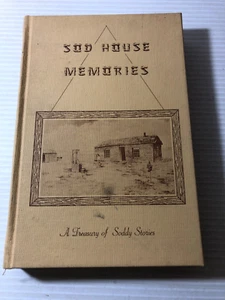 SOD HOUSE
MEMORIES
A Treasury of Soddy Stories